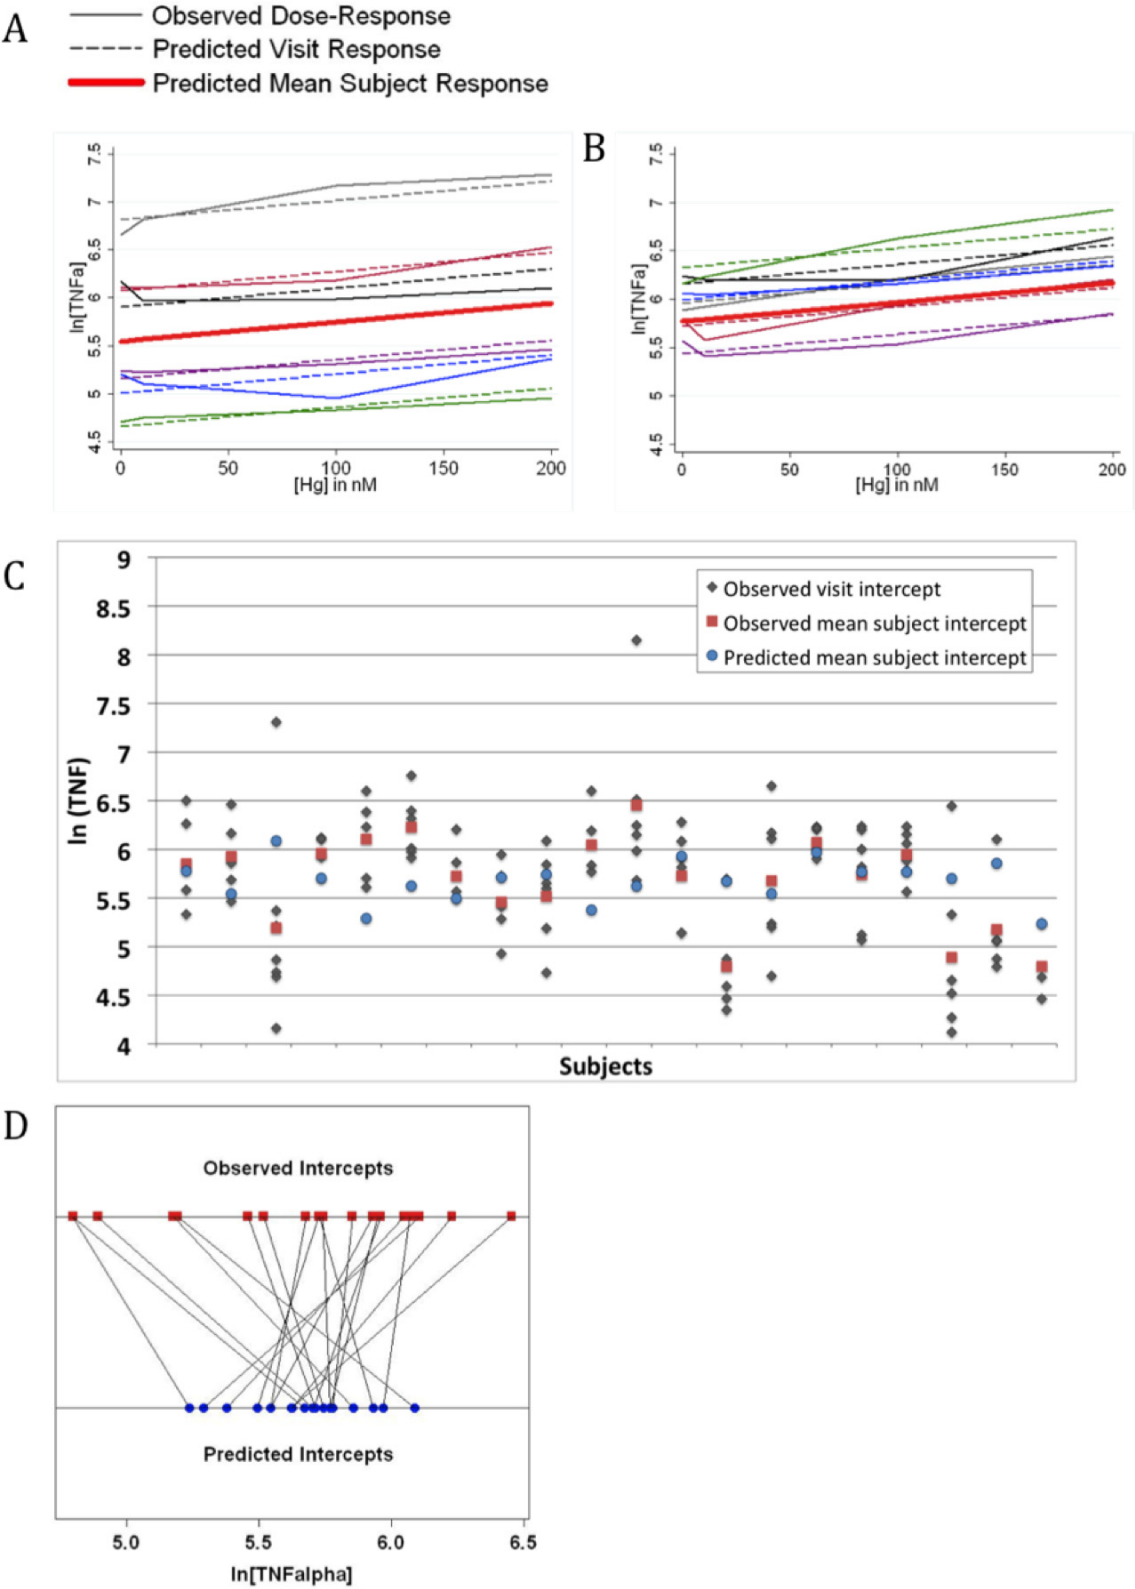 A
Observed Dose-Response
Predicted Visit Response
Predicted Mean Subject Response
B
ln[TNFa]
7.5
7
6.5
6
5.5
5
4.5
0 50 100 150 200
[Hg] in nM
ln[TNFa]
7.5
7
6.5
6
5.5
5
4.5
0 50 100 150 200
[Hg] in nM
C
ln (TNF)
9
8.5
8
7.5
7
6.5
6
5.5
5
4.5
4
Observed visit intercept
Observed mean subject intercept
Predicted mean subject intercept
Subjects
D
Observed Intercepts
Predicted Intercepts
5.0 5.5 6.0 6.5
ln[TNFalpha]